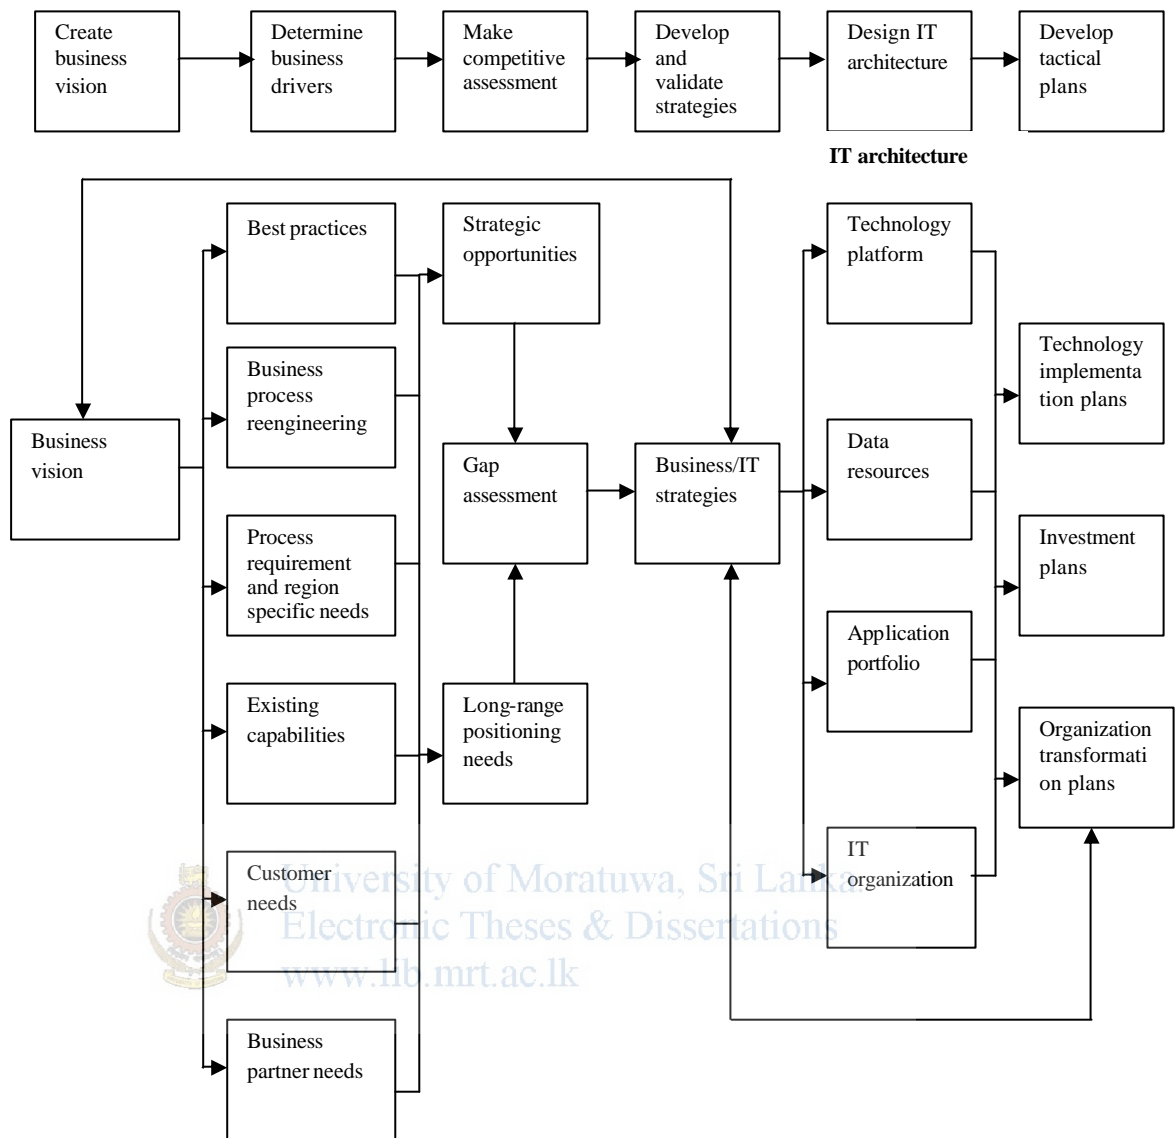 Create
business
vision
Determine
business
drivers
Make
competitive
assessment
Develop
and
validate
strategies
Design IT
architecture
Develop
tactical
plans
IT architecture
Best practices
Strategic
opportunities
Technology
platform
Business
process
reengineering
Technology
implementa
tion plans
Business
vision
Gap
assessment
Business/IT
strategies
Data
resources
Process
requirement
and region
specific needs
Investment
plans
Application
portfolio
Existing
capabilities
Long-range
positioning
needs
Organization
transformati
on plans
Customer
needs
IT
organization
University of Moratuwa, Sri Lanka.
Electronic Theses & Dissertations
www.lib.mrt.ac.lk
Business
partner needs